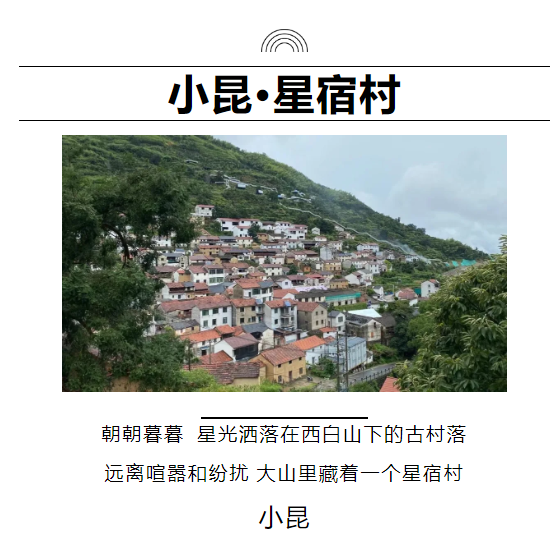 小昆·星宿村
朝朝暮暮 星光洒落在西白山下的古村落
远离喧嚣和纷扰 大山里藏着一个星宿村
小昆